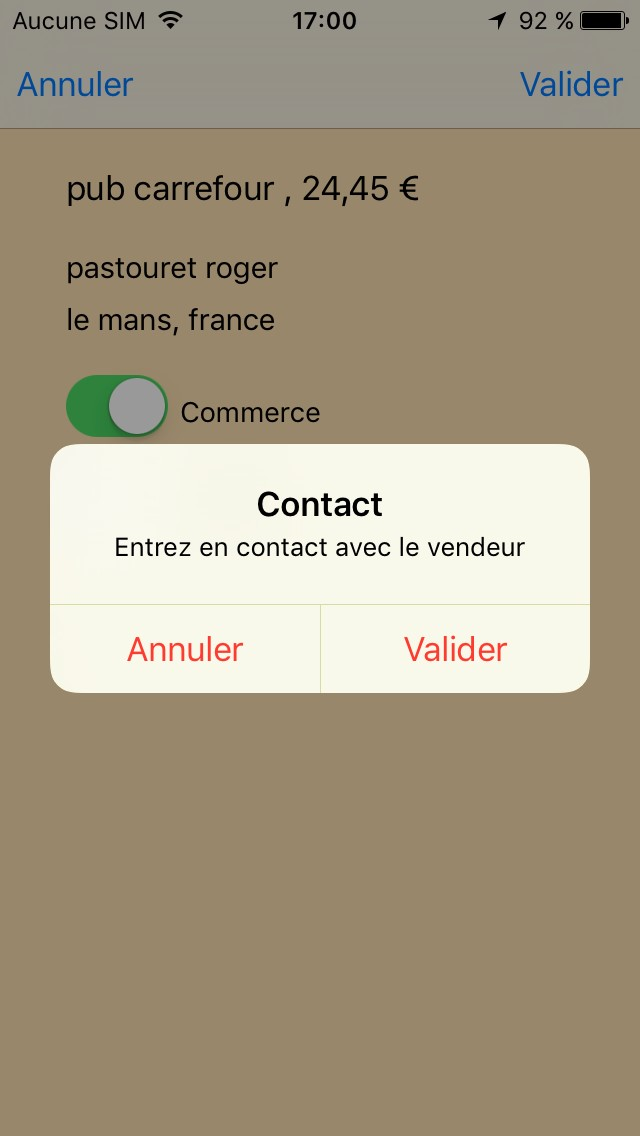 Aucune SIM 17:00 92 %
Annuler Valider
pub carrefour , 24,45 €
pastouret roger
le mans, france
Commerce
Contact
Entrez en contact avec le vendeur
Annuler Valider